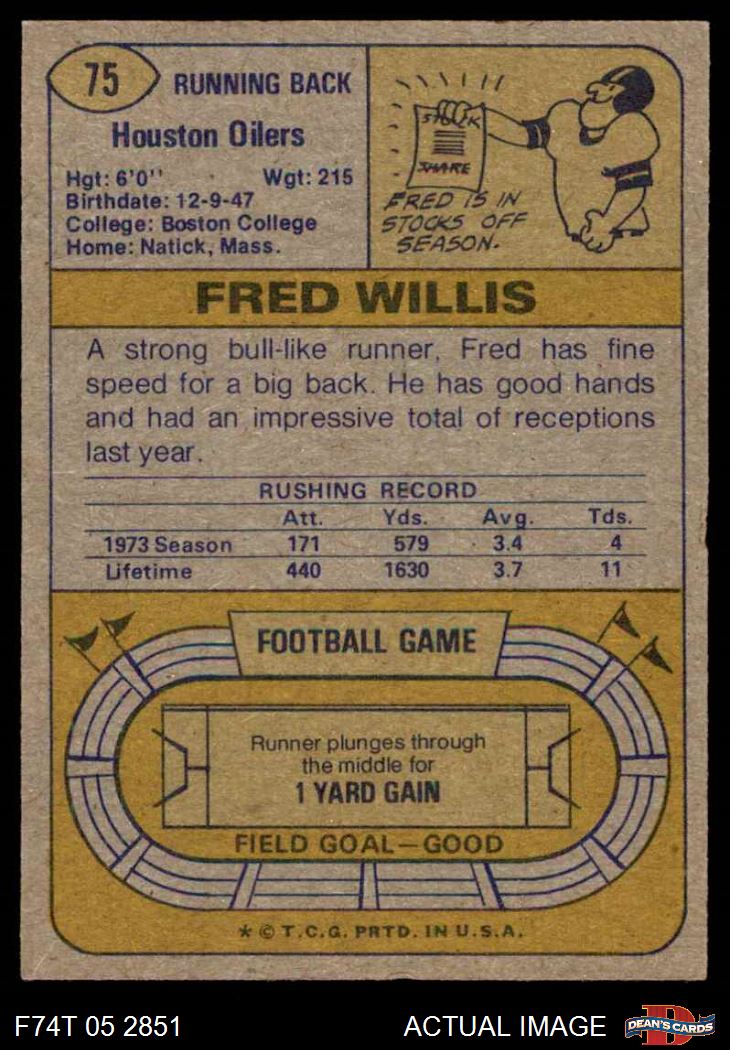 75
RUNNING BACK
Houston Oilers
Hgt: 6'0'' Wgt: 215
Birthdate: 12-9-47
College: Boston College
Home: Natick, Mass.
STOCK
SHARE
FRED IS IN
STOCKS OFF
SEASON.
FRED WILLIS
A strong bull-like runner, Fred has fine
speed for a big back. He has good hands
and had an impressive total of receptions
last year.
RUSHING RECORD
Att. Yds. Avg. Tds.
1973 Season 171 579 3.4 4
Lifetime 440 1630 3.7 11
FOOTBALL GAME
Runner plunges through
the middle for
1 YARD GAIN
FIELD GOAL—GOOD
* © T.C.G. PRTD. IN U.S.A.
F74T 05 2851 ACTUAL IMAGE
D
DEAN'S CARDS